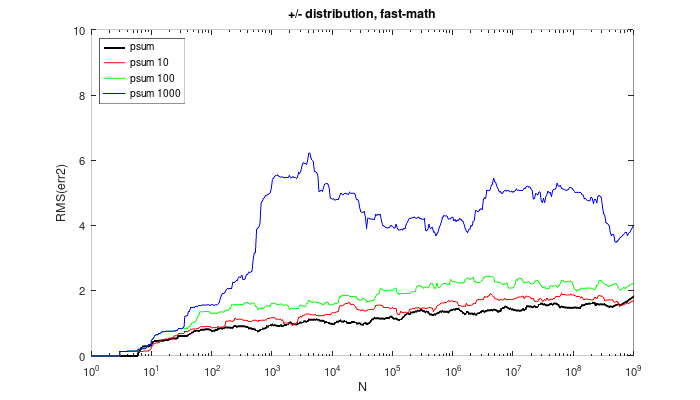 +/- distribution, fast-math
10
8
6
4
2
0
RMS(err2)
psum
psum 10
psum 100
psum 1000
10^0
10^1
10^2
10^3
10^4
10^5
10^6
10^7
10^8
10^9
N